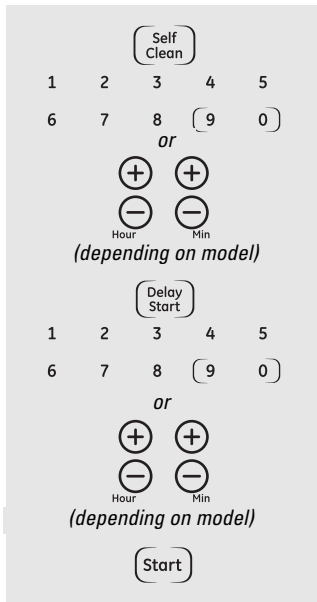 Self
Clean
1 2 3 4 5
6 7 8 9 0
or
+ +
− −
Hour Min
(depending on model)
Delay
Start
1 2 3 4 5
6 7 8 9 0
or
+ +
− −
Hour Min
(depending on model)
Start